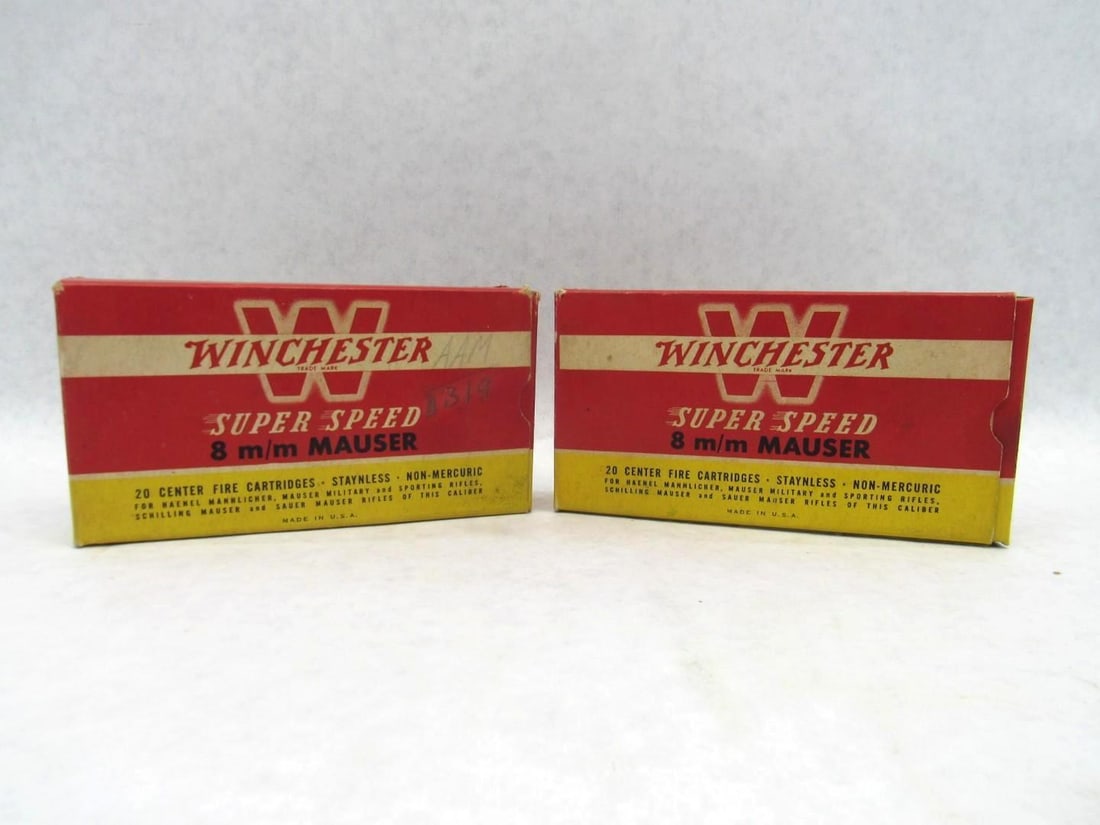 WINCHESTER
TRADE MARK
AAM
SUPER SPEED
8 m/m MAUSER
20 CENTER FIRE CARTRIDGES - STAYNLESS - NON-MERCURIC
FOR HAENEL MANNLICHER, MAUSER MILITARY and SPORTING RIFLES,
SCHILLING MAUSER and SAUER MAUSER RIFLES OF THIS CALIBER
MADE IN U.S.A.
WINCHESTER
TRADE MARK
SUPER SPEED
8 m/m MAUSER
20 CENTER FIRE CARTRIDGES - STAYNLESS - NON-MERCURIC
FOR HAENEL MANNLICHER, MAUSER MILITARY and SPORTING RIFLES,
SCHILLING MAUSER and SAUER MAUSER RIFLES OF THIS CALIBER
MADE IN U.S.A.